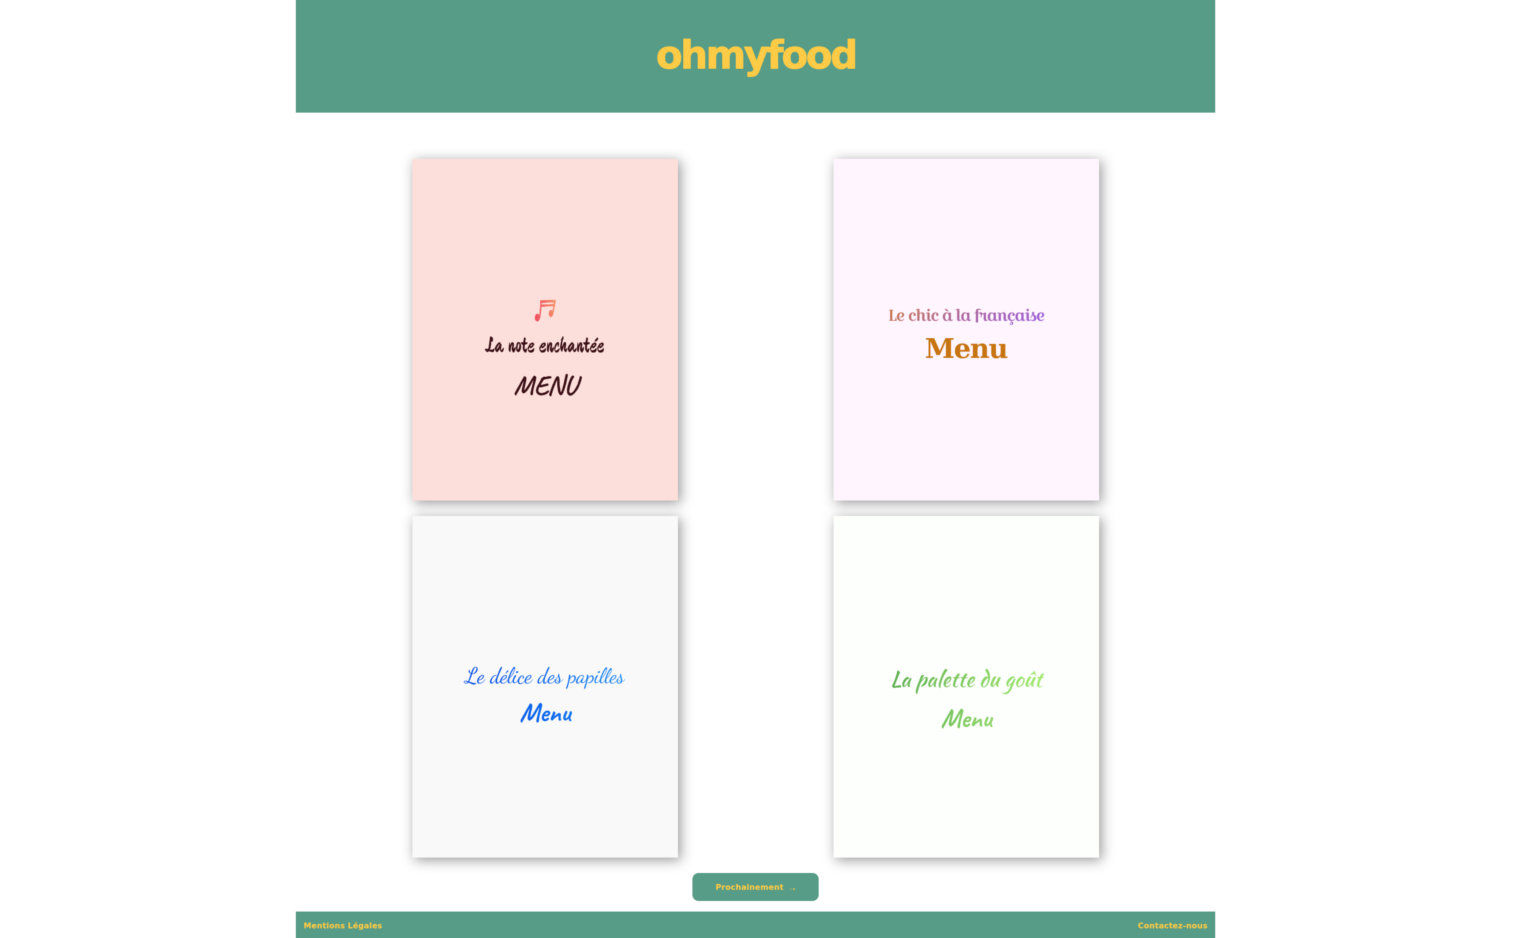 ohmyfood
La note enchantée
MENU
Le chic à la française
Menu
Le délice des papilles
Menu
La palette du goût
Menu
Prochainement →
Mentions Légales
Contactez-nous